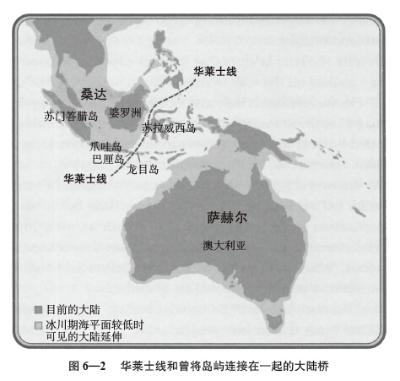 华莱士线
桑达
婆罗洲
苏门答腊岛
苏拉威西岛
爪哇岛
巴厘岛
龙目岛
华莱士线
萨赫尔
澳大利亚
目前的大陆
冰川期海平面较低时
可见的大陆延伸
图 6—2 华莱士线和曾将岛屿连接在一起的大陆桥